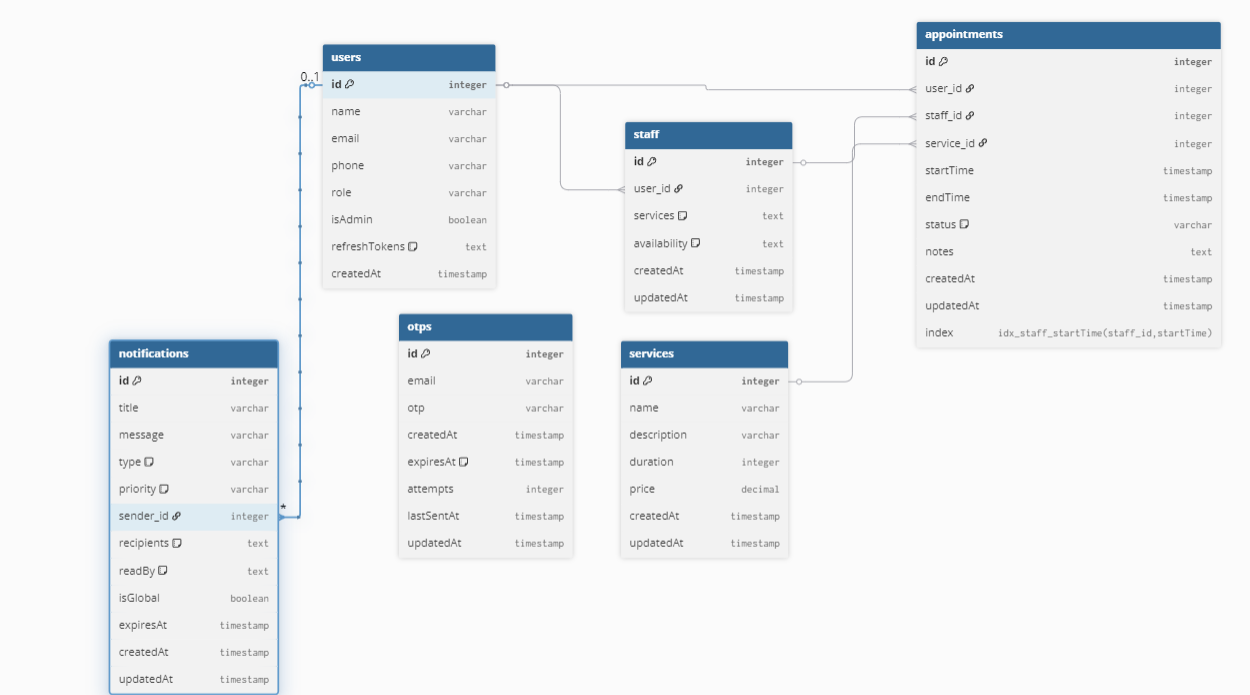 users
0..1
id integer
name varchar
email varchar
phone varchar
role varchar
isAdmin boolean
refreshTokens text
createdAt timestamp
staff
id integer
user_id integer
services text
availability text
createdAt timestamp
updatedAt timestamp
appointments
id integer
user_id integer
staff_id integer
service_id integer
startTime timestamp
endTime timestamp
status varchar
notes text
createdAt timestamp
updatedAt timestamp
index idx_staff_startTime(staff_id,startTime)
notifications
id integer
title varchar
message varchar
type varchar
priority varchar
*
sender_id integer
recipients text
readBy text
isGlobal boolean
expiresAt timestamp
createdAt timestamp
updatedAt timestamp
otps
id integer
email varchar
otp varchar
createdAt timestamp
expiresAt timestamp
attempts integer
lastSentAt timestamp
updatedAt timestamp
services
id integer
name varchar
description varchar
duration integer
price decimal
createdAt timestamp
updatedAt timestamp